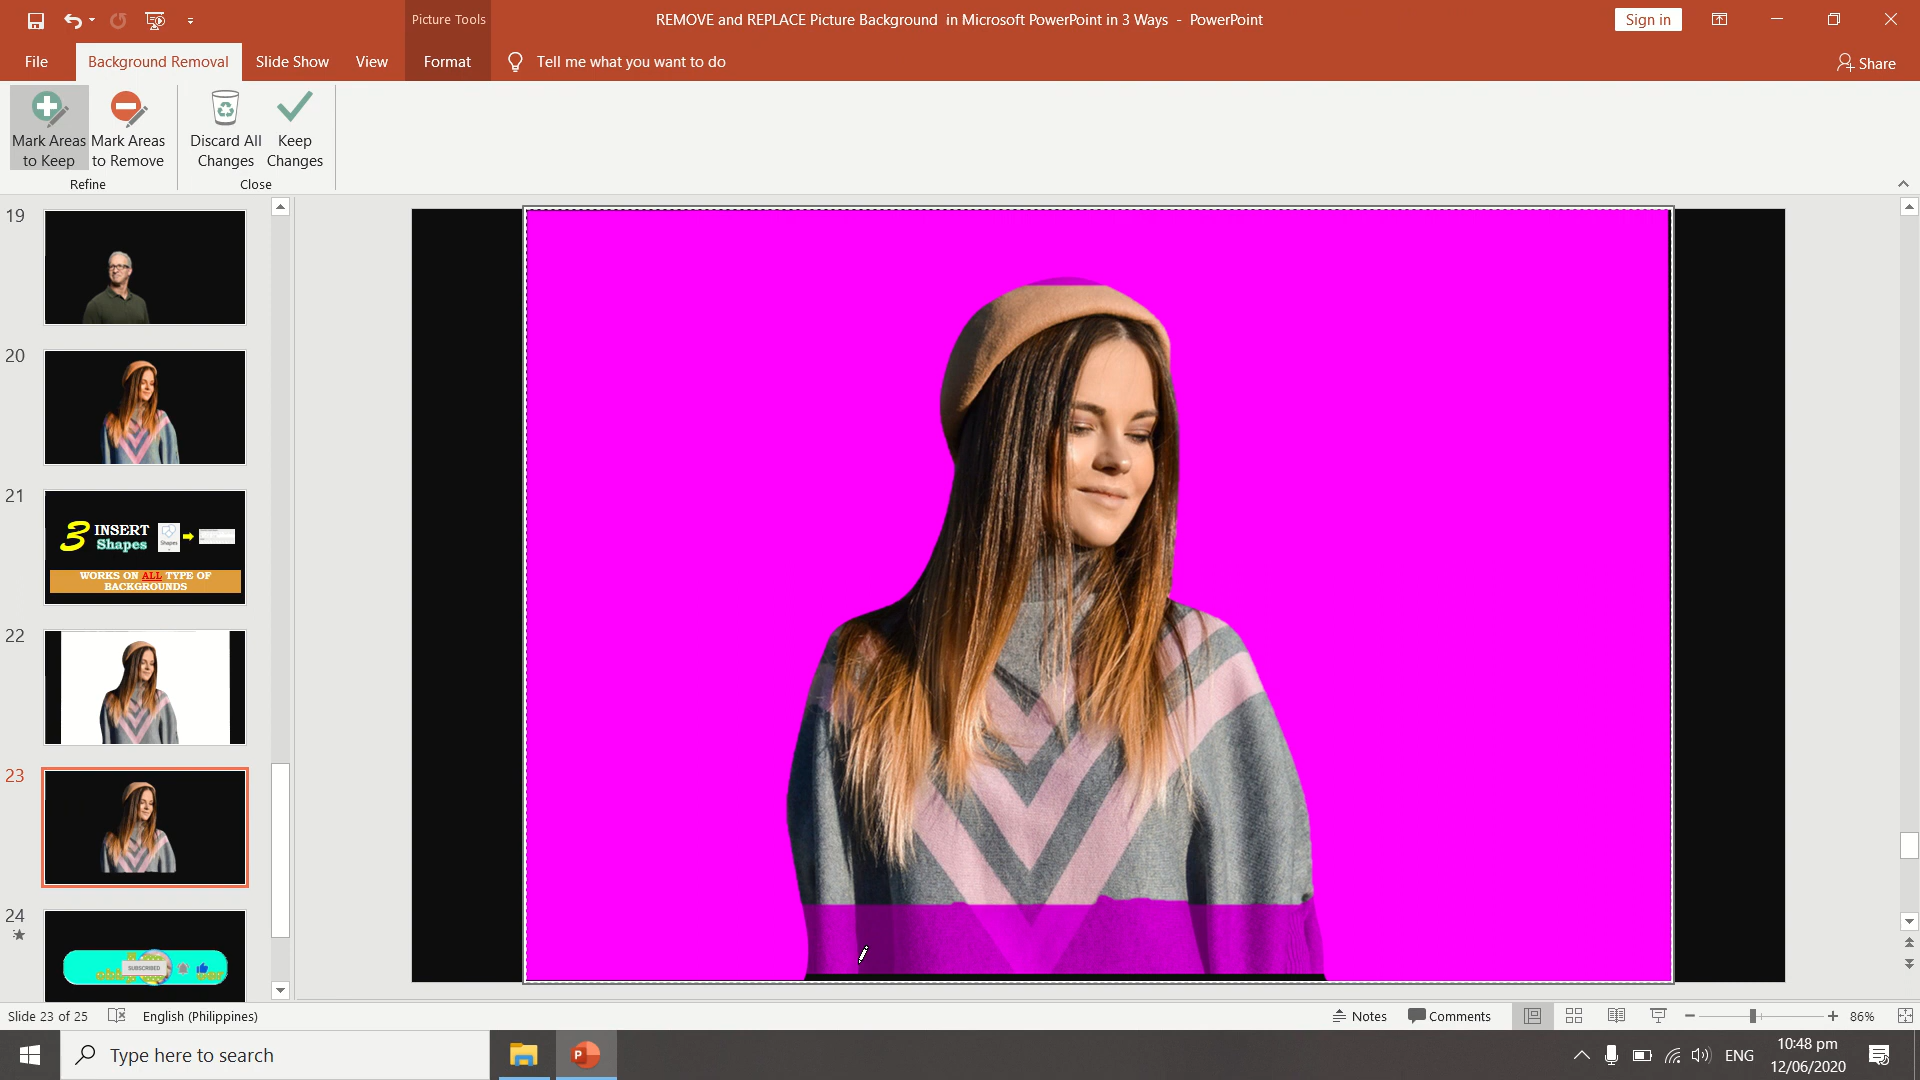 Picture Tools
REMOVE and REPLACE Picture Background in Microsoft PowerPoint in 3 Ways - PowerPoint
Sign in
File
Background Removal
Slide Show
View
Format
Tell me what you want to do
Share
Mark Areas
to Keep
Mark Areas
to Remove
Discard All
Changes
Keep
Changes
Refine
Close
19
20
21
3 INSERT
Shapes
Shapes
WORKS ON ALL TYPE OF
BACKGROUNDS
22
23
24
SUBSCRIBED
Slide 23 of 25
English (Philippines)
Notes
Comments
86%
Type here to search
P
ENG
10:48 pm
12/06/2020